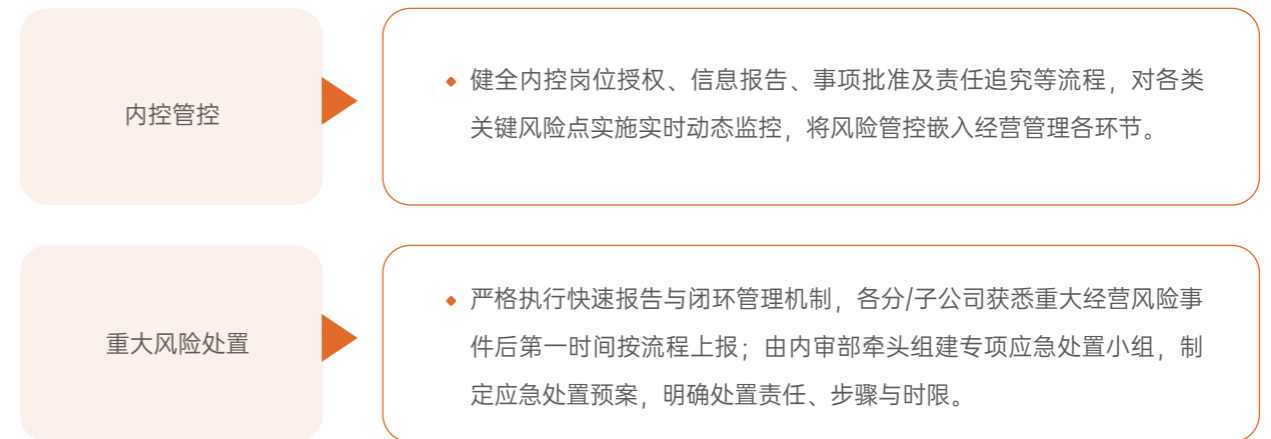 内控管控
健全内控岗位授权、信息报告、事项批准及责任追究等流程，对各类
关键风险点实施实时动态监控，将风险管控嵌入经营管理各环节。
重大风险处置
严格执行快速报告与闭环管理机制，各分/子公司获悉重大经营风险事
件后第一时间按流程上报；由内审部牵头组建专项应急处置小组，制
定应急处置预案，明确处置责任、步骤与时限。